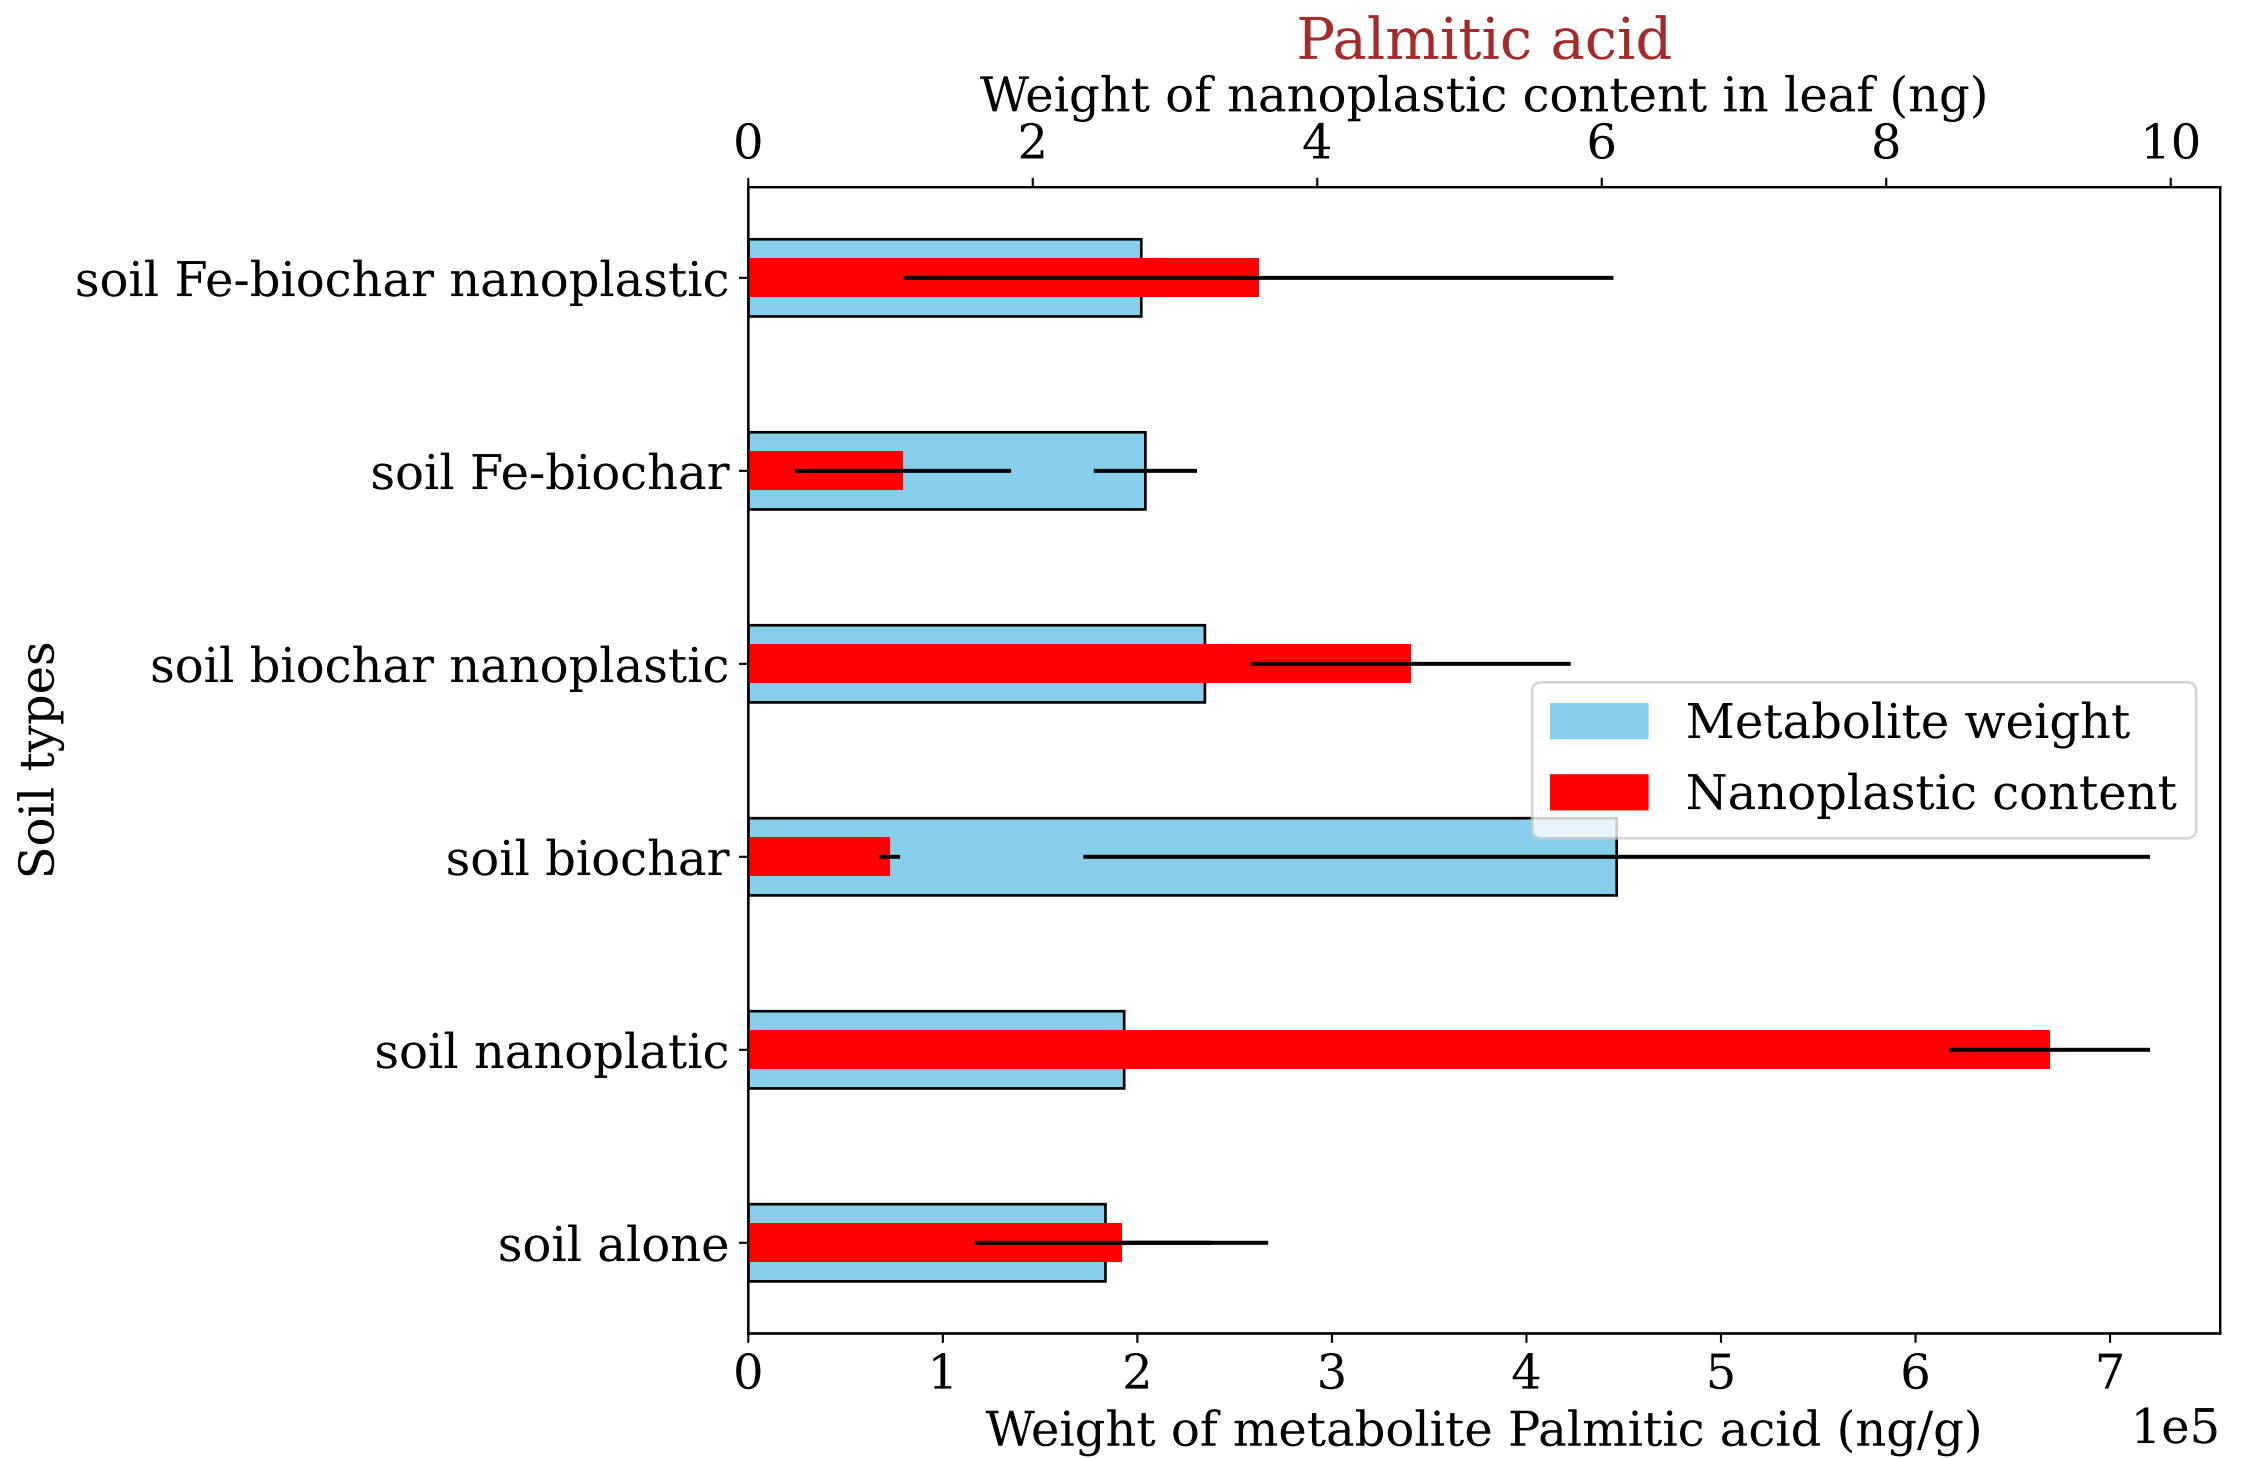 Palmitic acid
Weight of nanoplastic content in leaf (ng)
0 2 4 6 8 10
soil Fe-biochar nanoplastic
soil Fe-biochar
soil biochar nanoplastic
soil biochar
soil nanoplatic
soil alone
Soil types
Metabolite weight
Nanoplastic content
0 1 2 3 4 5 6 7
Weight of metabolite Palmitic acid (ng/g)
1e5